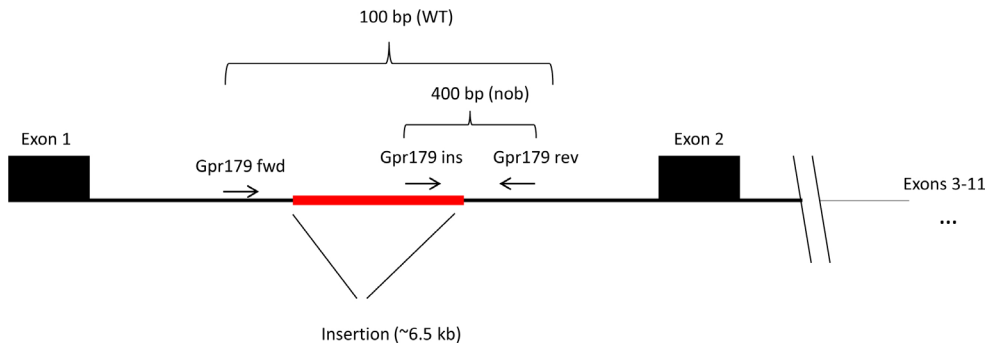 100 bp (WT)
400 bp (nob)
Exon 1
Exon 2
Gpr179 fwd
Gpr179 ins
Gpr179 rev
Exons 3-11
...
Insertion (~6.5 kb)